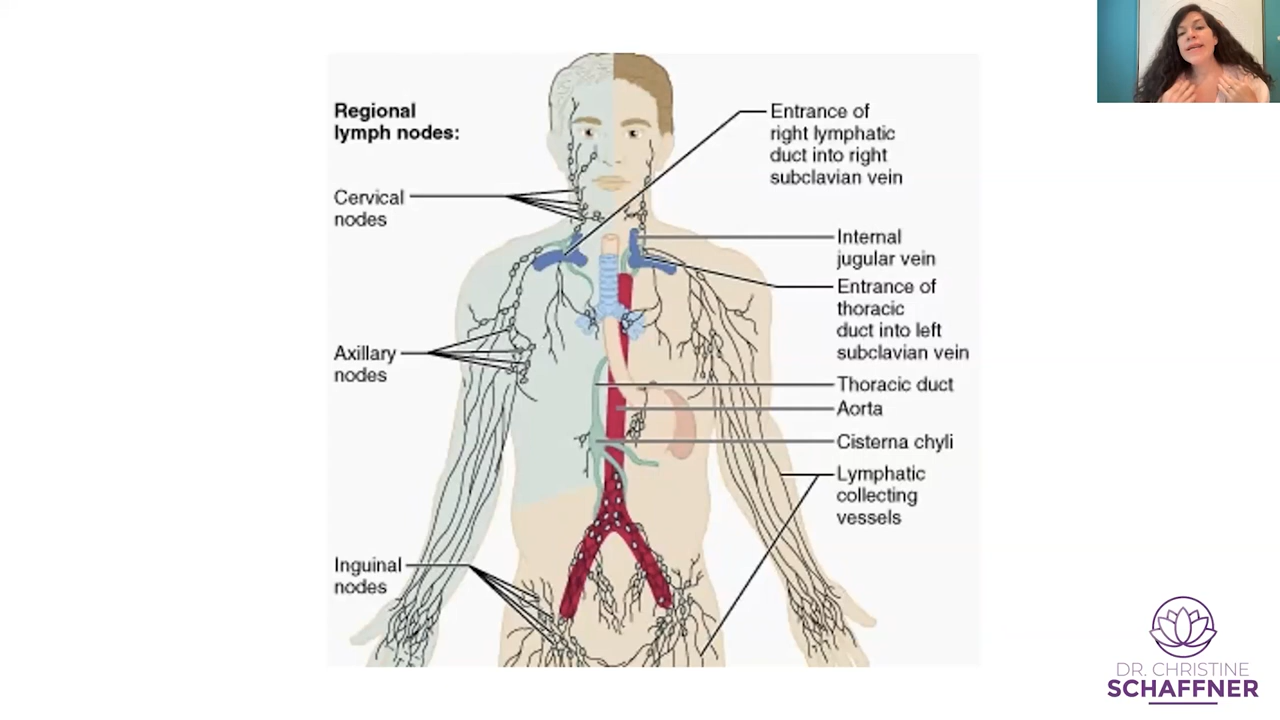 Regional
lymph nodes:
Cervical
nodes
Axillary
nodes
Inguinal
nodes
Entrance of
right lymphatic
duct into right
subclavian vein
Internal
jugular vein
Entrance of
thoracic
duct into left
subclavian vein
Thoracic duct
Aorta
Cisterna chyli
Lymphatic
collecting
vessels
DR. CHRISTINE
SCHAFFNER